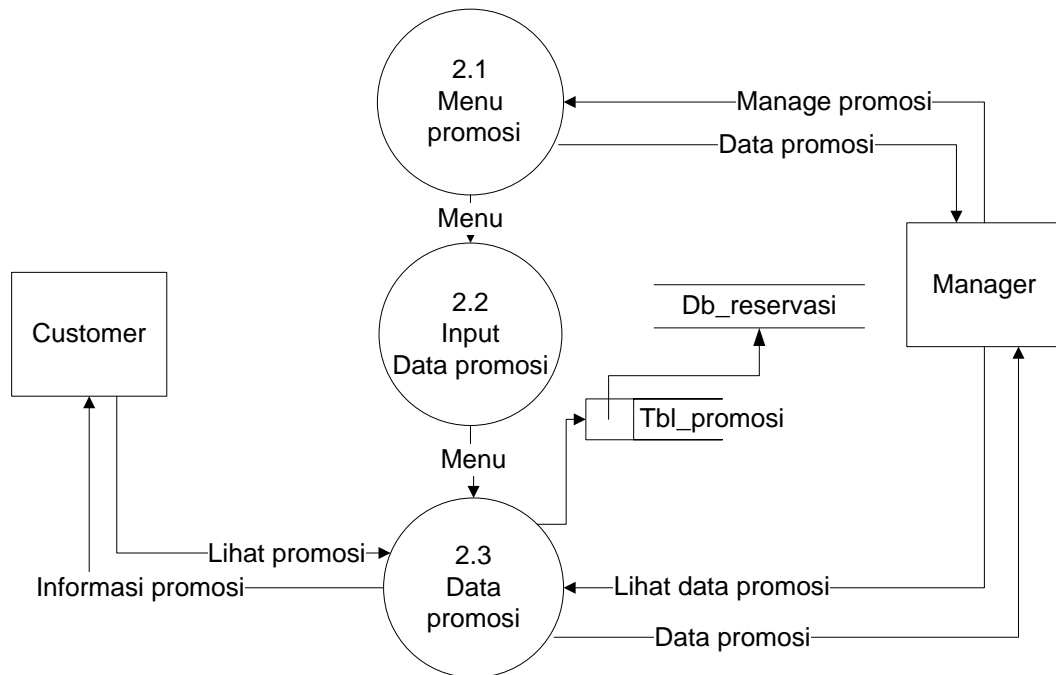 2.1
Menu
promosi
Manage promosi
Data promosi
Menu
Manager
Customer
2.2
Input
Data promosi
Db_reservasi
Tbl_promosi
Menu
2.3
Data
promosi
Lihat promosi
Informasi promosi
Lihat data promosi
Data promosi